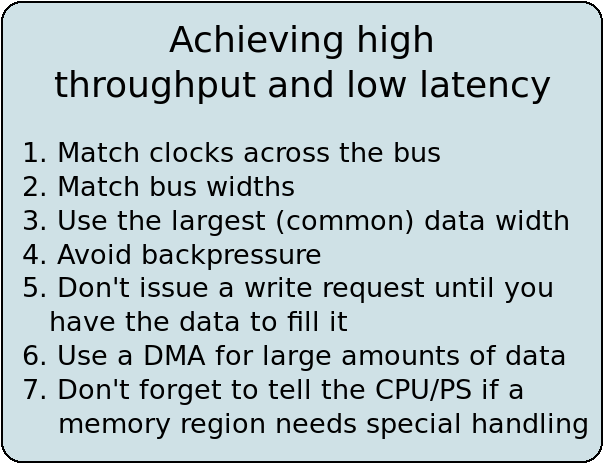 Achieving high
throughput and low latency
1. Match clocks across the bus
2. Match bus widths
3. Use the largest (common) data width
4. Avoid backpressure
5. Don't issue a write request until you
have the data to fill it
6. Use a DMA for large amounts of data
7. Don't forget to tell the CPU/PS if a
memory region needs special handling